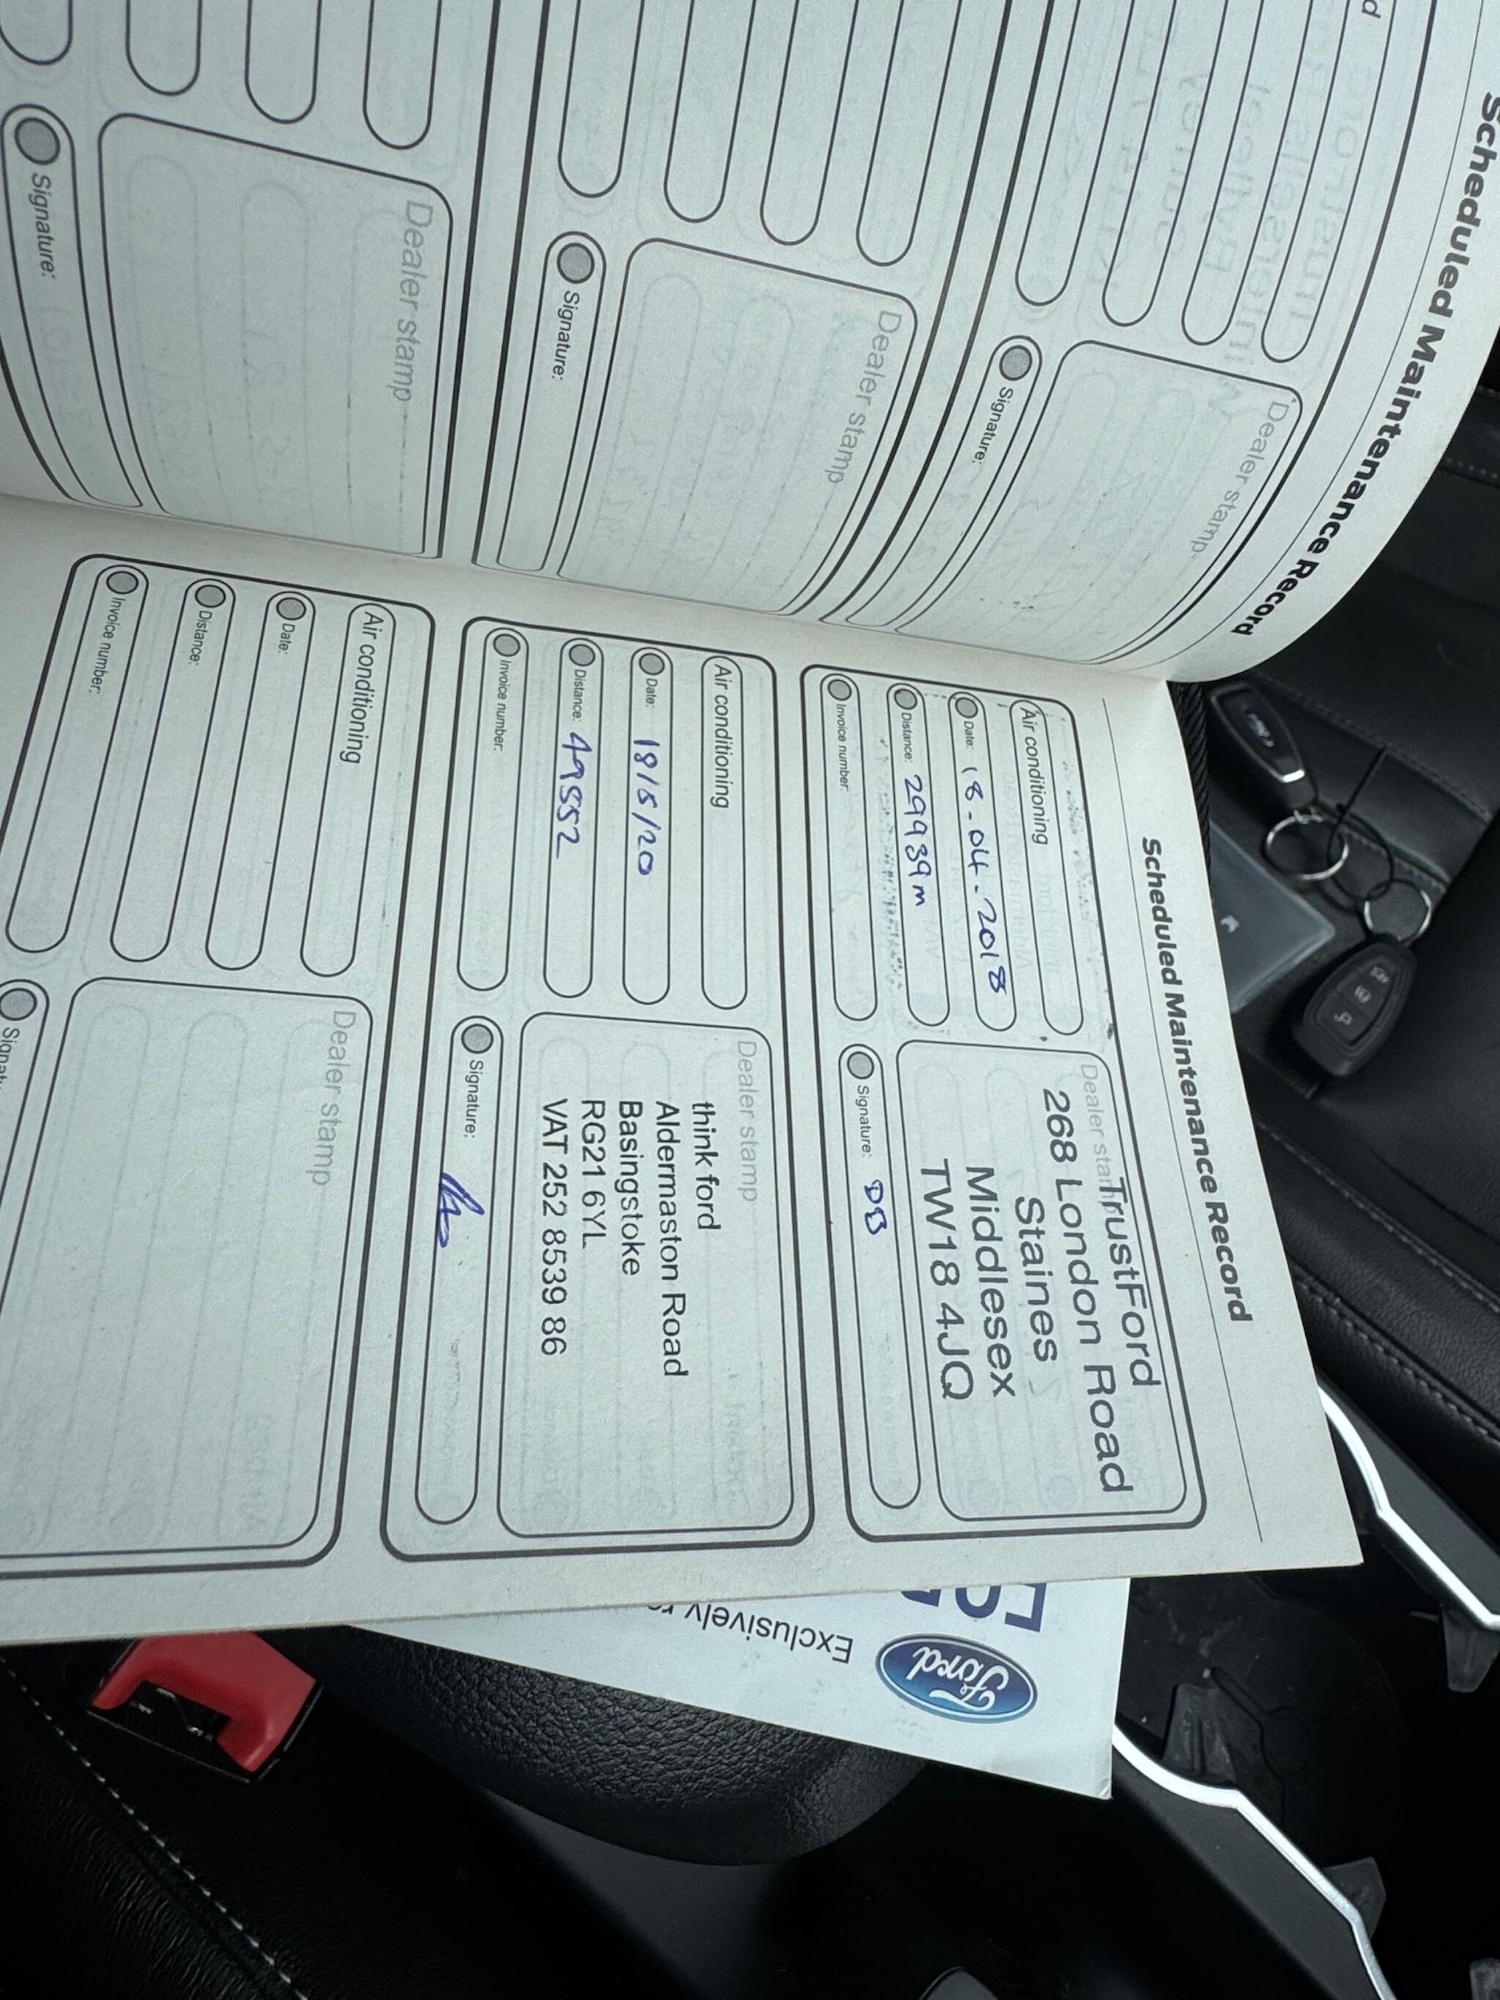 Scheduled Maintenance Record
Dealer stamp
Signature:
Dealer stamp
Signature:
Dealer stamp
Signature:
Scheduled Maintenance Record
Air conditioning
Date: 18-04-2018
Distance: 29939m
Invoice number:
Dealer stamp
TrustFord
268 London Road
Staines
Middlesex
TW18 4JQ
Signature: DB
Air conditioning
Date: 18/5/20
Distance: 49552
Invoice number:
Dealer stamp
think ford
Aldermaston Road
Basingstoke
RG21 6YL
VAT 252 8539 86
Signature:
Air conditioning
Date:
Distance:
Invoice number:
Dealer stamp
Ford
Exclusively